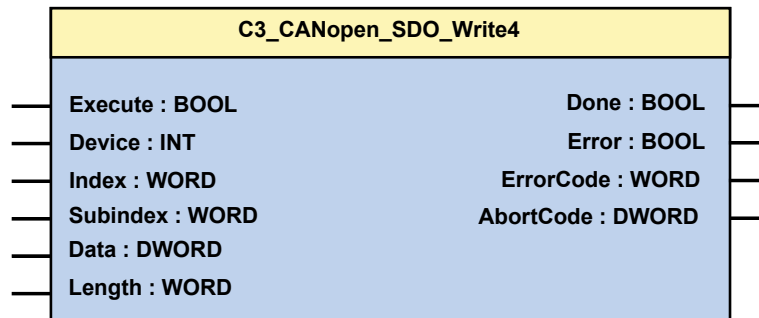 C3_CANopen_SDO_Write4
Execute : BOOL Done : BOOL
Device : INT Error : BOOL
Index : WORD ErrorCode : WORD
Subindex : WORD AbortCode : DWORD
Data : DWORD
Length : WORD